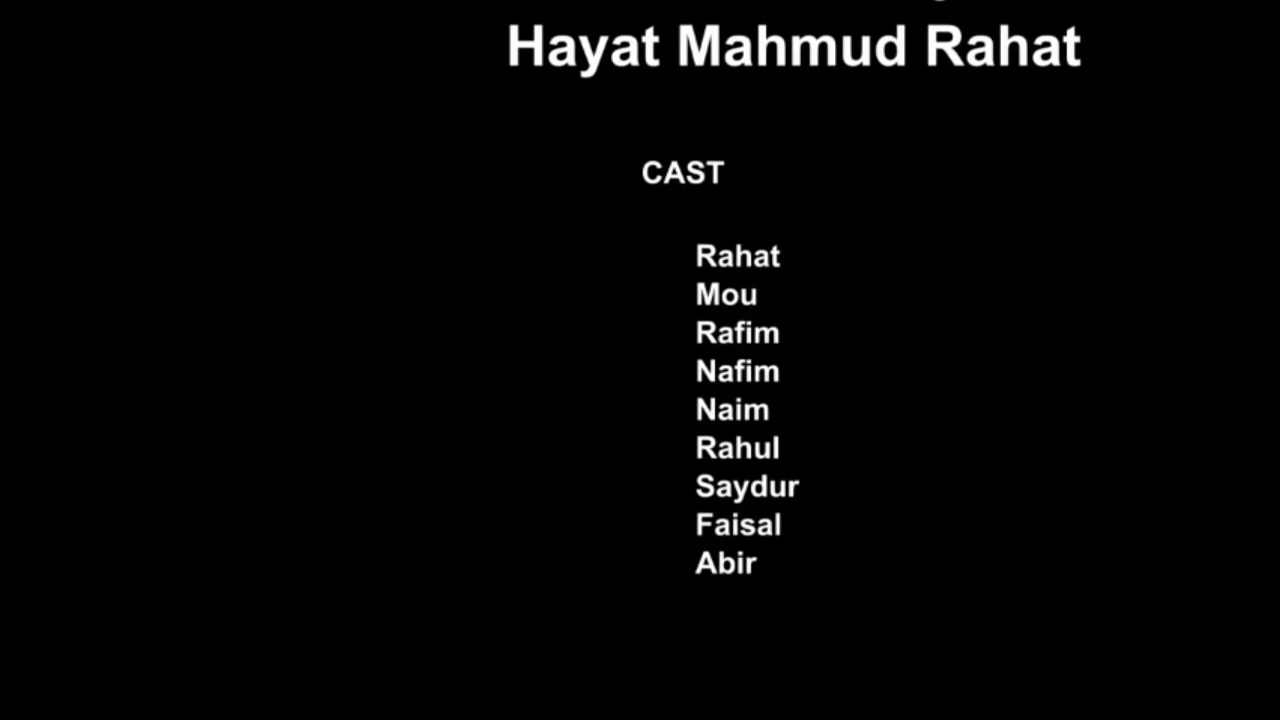 Hayat Mahmud Rahat
CAST
Rahat
Mou
Rafim
Nafim
Naim
Rahul
Saydur
Faisal
Abir